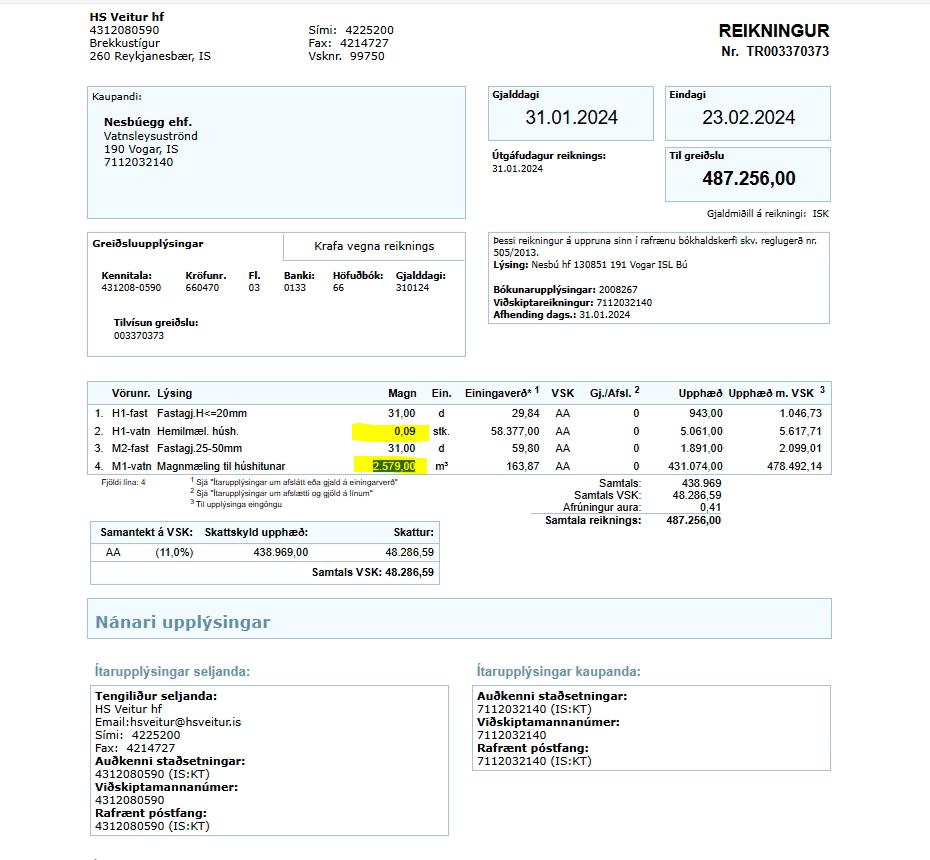 HS Veitur hf
4312080590
Brekkustígur
260 Reykjanesbær, IS
Sími: 4225200
Fax: 4214727
Vsknr. 99750
REIKNINGUR
Nr. TR003370373
Kaupandi:
Nesbúegg ehf.
Vatnsleysuströnd
190 Vogar, IS
7112032140
Gjalddagi
31.01.2024
Eindagi
23.02.2024
Útgáfudagur reiknings:
31.01.2024
Til greiðslu
487.256,00
Gjaldmiðill á reikningi: ISK
Greiðsluupplýsingar
Krafa vegna reiknings
Kennitala: Kröfunr. Fl. Banki: Höfuðbók: Gjalddagi:
431208-0590 660470 03 0133 66 310124
Tilvísun greiðslu:
003370373
Þessi reikningur á uppruna sinn í rafrænu bókhaldskerfi skv. reglugerð nr.
505/2013.
Lýsing: Nesbú hf 130851 191 Vogar ISL Bú
Bókunarupplýsingar: 2008267
Viðskiptareikningur: 7112032140
Afhending dags.: 31.01.2024
Vörunr. Lýsing Magn Ein. Einingaverð* 1 VSK Gj./Afsl. 2 Upphæð Upphæð m. VSK 3
1. H1-fast Fastagj.H<=20mm 31,00 d 29,84 AA 0 943,00 1.046,73
2. H1-vatn Hemilmæl. húsh. 0,09 stk. 58.377,00 AA 0 5.061,00 5.617,71
3. M2-fast Fastagj.25-50mm 31,00 d 59,80 AA 0 1.891,00 2.099,01
4. M1-vatn Magnmæling til húshitunar 2.579,00 m³ 163,87 AA 0 431.074,00 478.492,14
Fjöldi lína: 4
1 Sjá "Ítarupplýsingar um afslátt eða gjald á einingarverð"
2 Sjá "Ítarupplýsingar um afslætti og gjöld á línum"
3 Til upplýsinga eingöngu
Samtals: 438.969
Samtals VSK: 48.286,59
Afrúningur aura: 0,41
Samtala reiknings: 487.256,00
Samantekt á VSK: Skattskyld upphæð: Skattur:
AA (11,0%) 438.969,00 48.286,59
Samtals VSK: 48.286,59
Nánari upplýsingar
Ítarupplýsingar seljanda:
Tengiliður seljanda:
HS Veitur hf
Email:hsveitur@hsveitur.is
Sími: 4225200
Fax: 4214727
Auðkenni staðsetningar:
4312080590 (IS:KT)
Viðskiptamannanúmer:
4312080590
Rafrænt póstfang:
4312080590 (IS:KT)
Ítarupplýsingar kaupanda:
Auðkenni staðsetningar:
7112032140 (IS:KT)
Viðskiptamannanúmer:
7112032140
Rafrænt póstfang:
7112032140 (IS:KT)